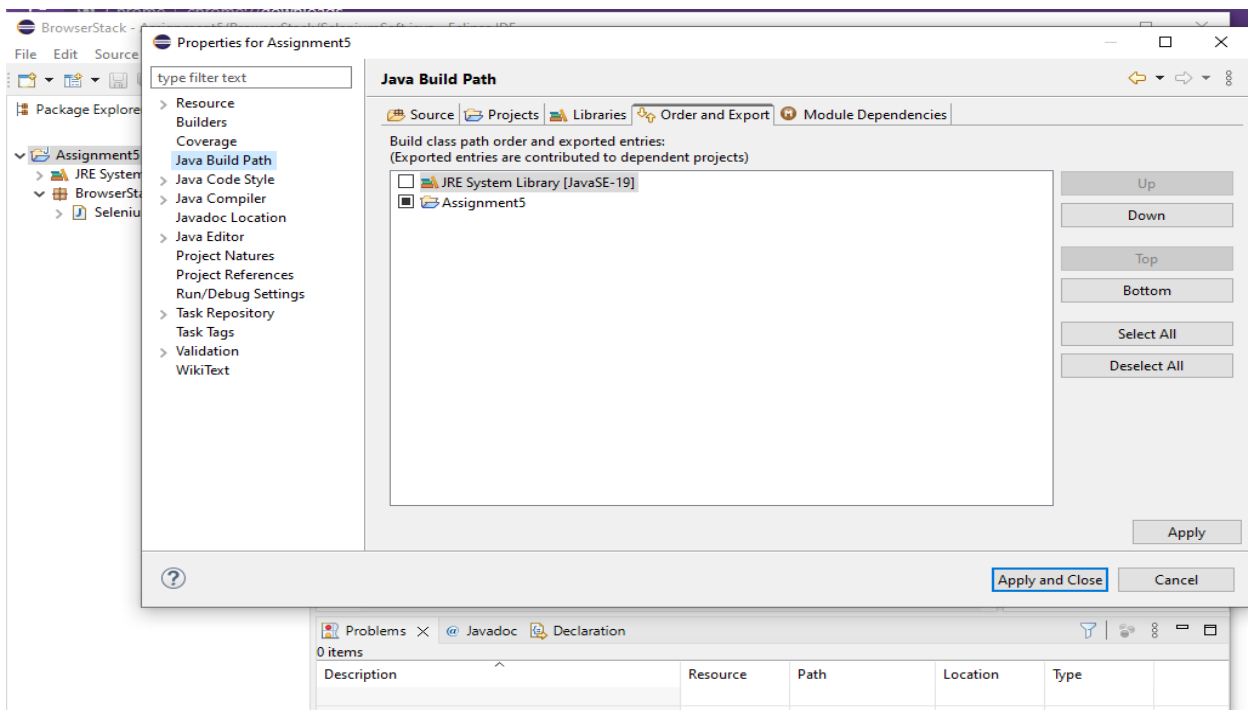 BrowserStack -
Properties for Assignment5
File Edit Source
type filter text
Java Build Path
Package Explore
Resource
Builders
Coverage
Java Build Path
Java Code Style
Java Compiler
Javadoc Location
Java Editor
Project Natures
Project References
Run/Debug Settings
Task Repository
Task Tags
Validation
WikiText
Assignment5
JRE System
BrowserSta
Seleniu
Source Projects Libraries Order and Export Module Dependencies
Build class path order and exported entries:
(Exported entries are contributed to dependent projects)
JRE System Library [JavaSE-19]
Assignment5
Up
Down
Top
Bottom
Select All
Deselect All
Apply
Apply and Close Cancel
Problems Javadoc Declaration
0 items
Description Resource Path Location Type